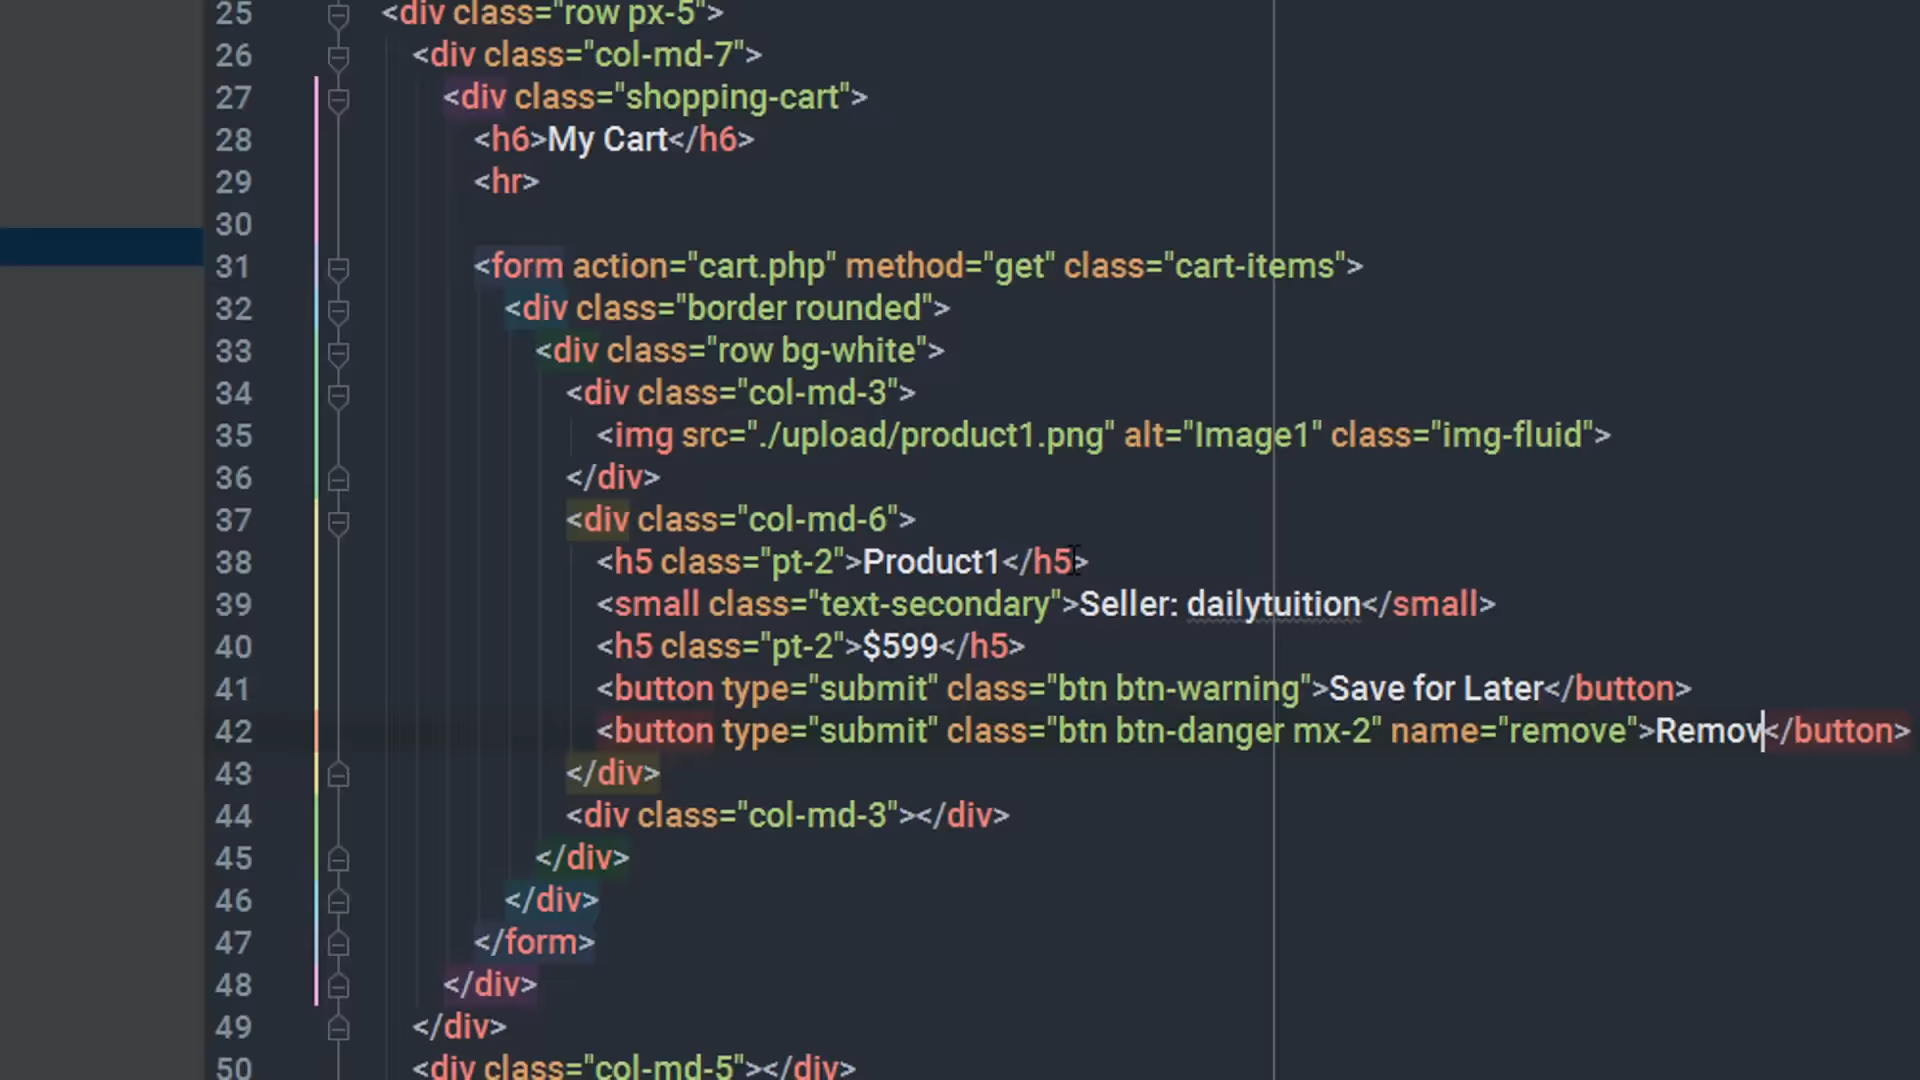 25 <div class="row px-5">
26 <div class="col-md-7">
27 <div class="shopping-cart">
28 <h6>My Cart</h6>
29 <hr>
30
31 <form action="cart.php" method="get" class="cart-items">
32 <div class="border rounded">
33 <div class="row bg-white">
34 <div class="col-md-3">
35 <img src="./upload/product1.png" alt="Image1" class="img-fluid">
36 </div>
37 <div class="col-md-6">
38 <h5 class="pt-2">Product1</h5>
39 <small class="text-secondary">Seller: dailytuition</small>
40 <h5 class="pt-2">$599</h5>
41 <button type="submit" class="btn btn-warning">Save for Later</button>
42 <button type="submit" class="btn btn-danger mx-2" name="remove">Remov</button>
43 </div>
44 <div class="col-md-3"></div>
45 </div>
46 </div>
47 </form>
48 </div>
49 </div>
50 <div class="col-md-5"></div>